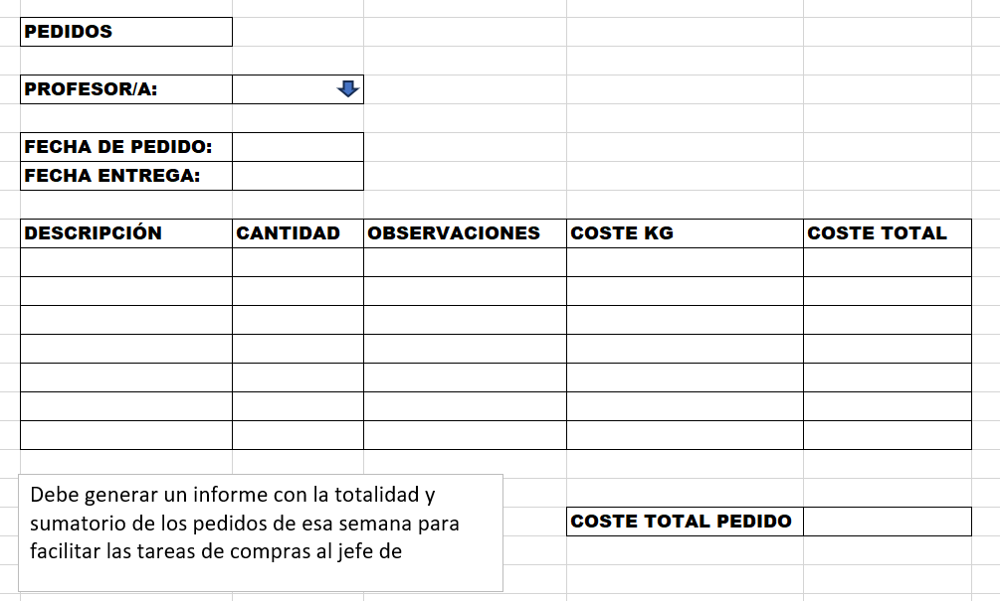 PEDIDOS
PROFESOR/A:
FECHA DE PEDIDO:
FECHA ENTREGA:
DESCRIPCIÓN CANTIDAD OBSERVACIONES COSTE KG COSTE TOTAL
Debe generar un informe con la totalidad y
sumatorio de los pedidos de esa semana para
facilitar las tareas de compras al jefe de
COSTE TOTAL PEDIDO